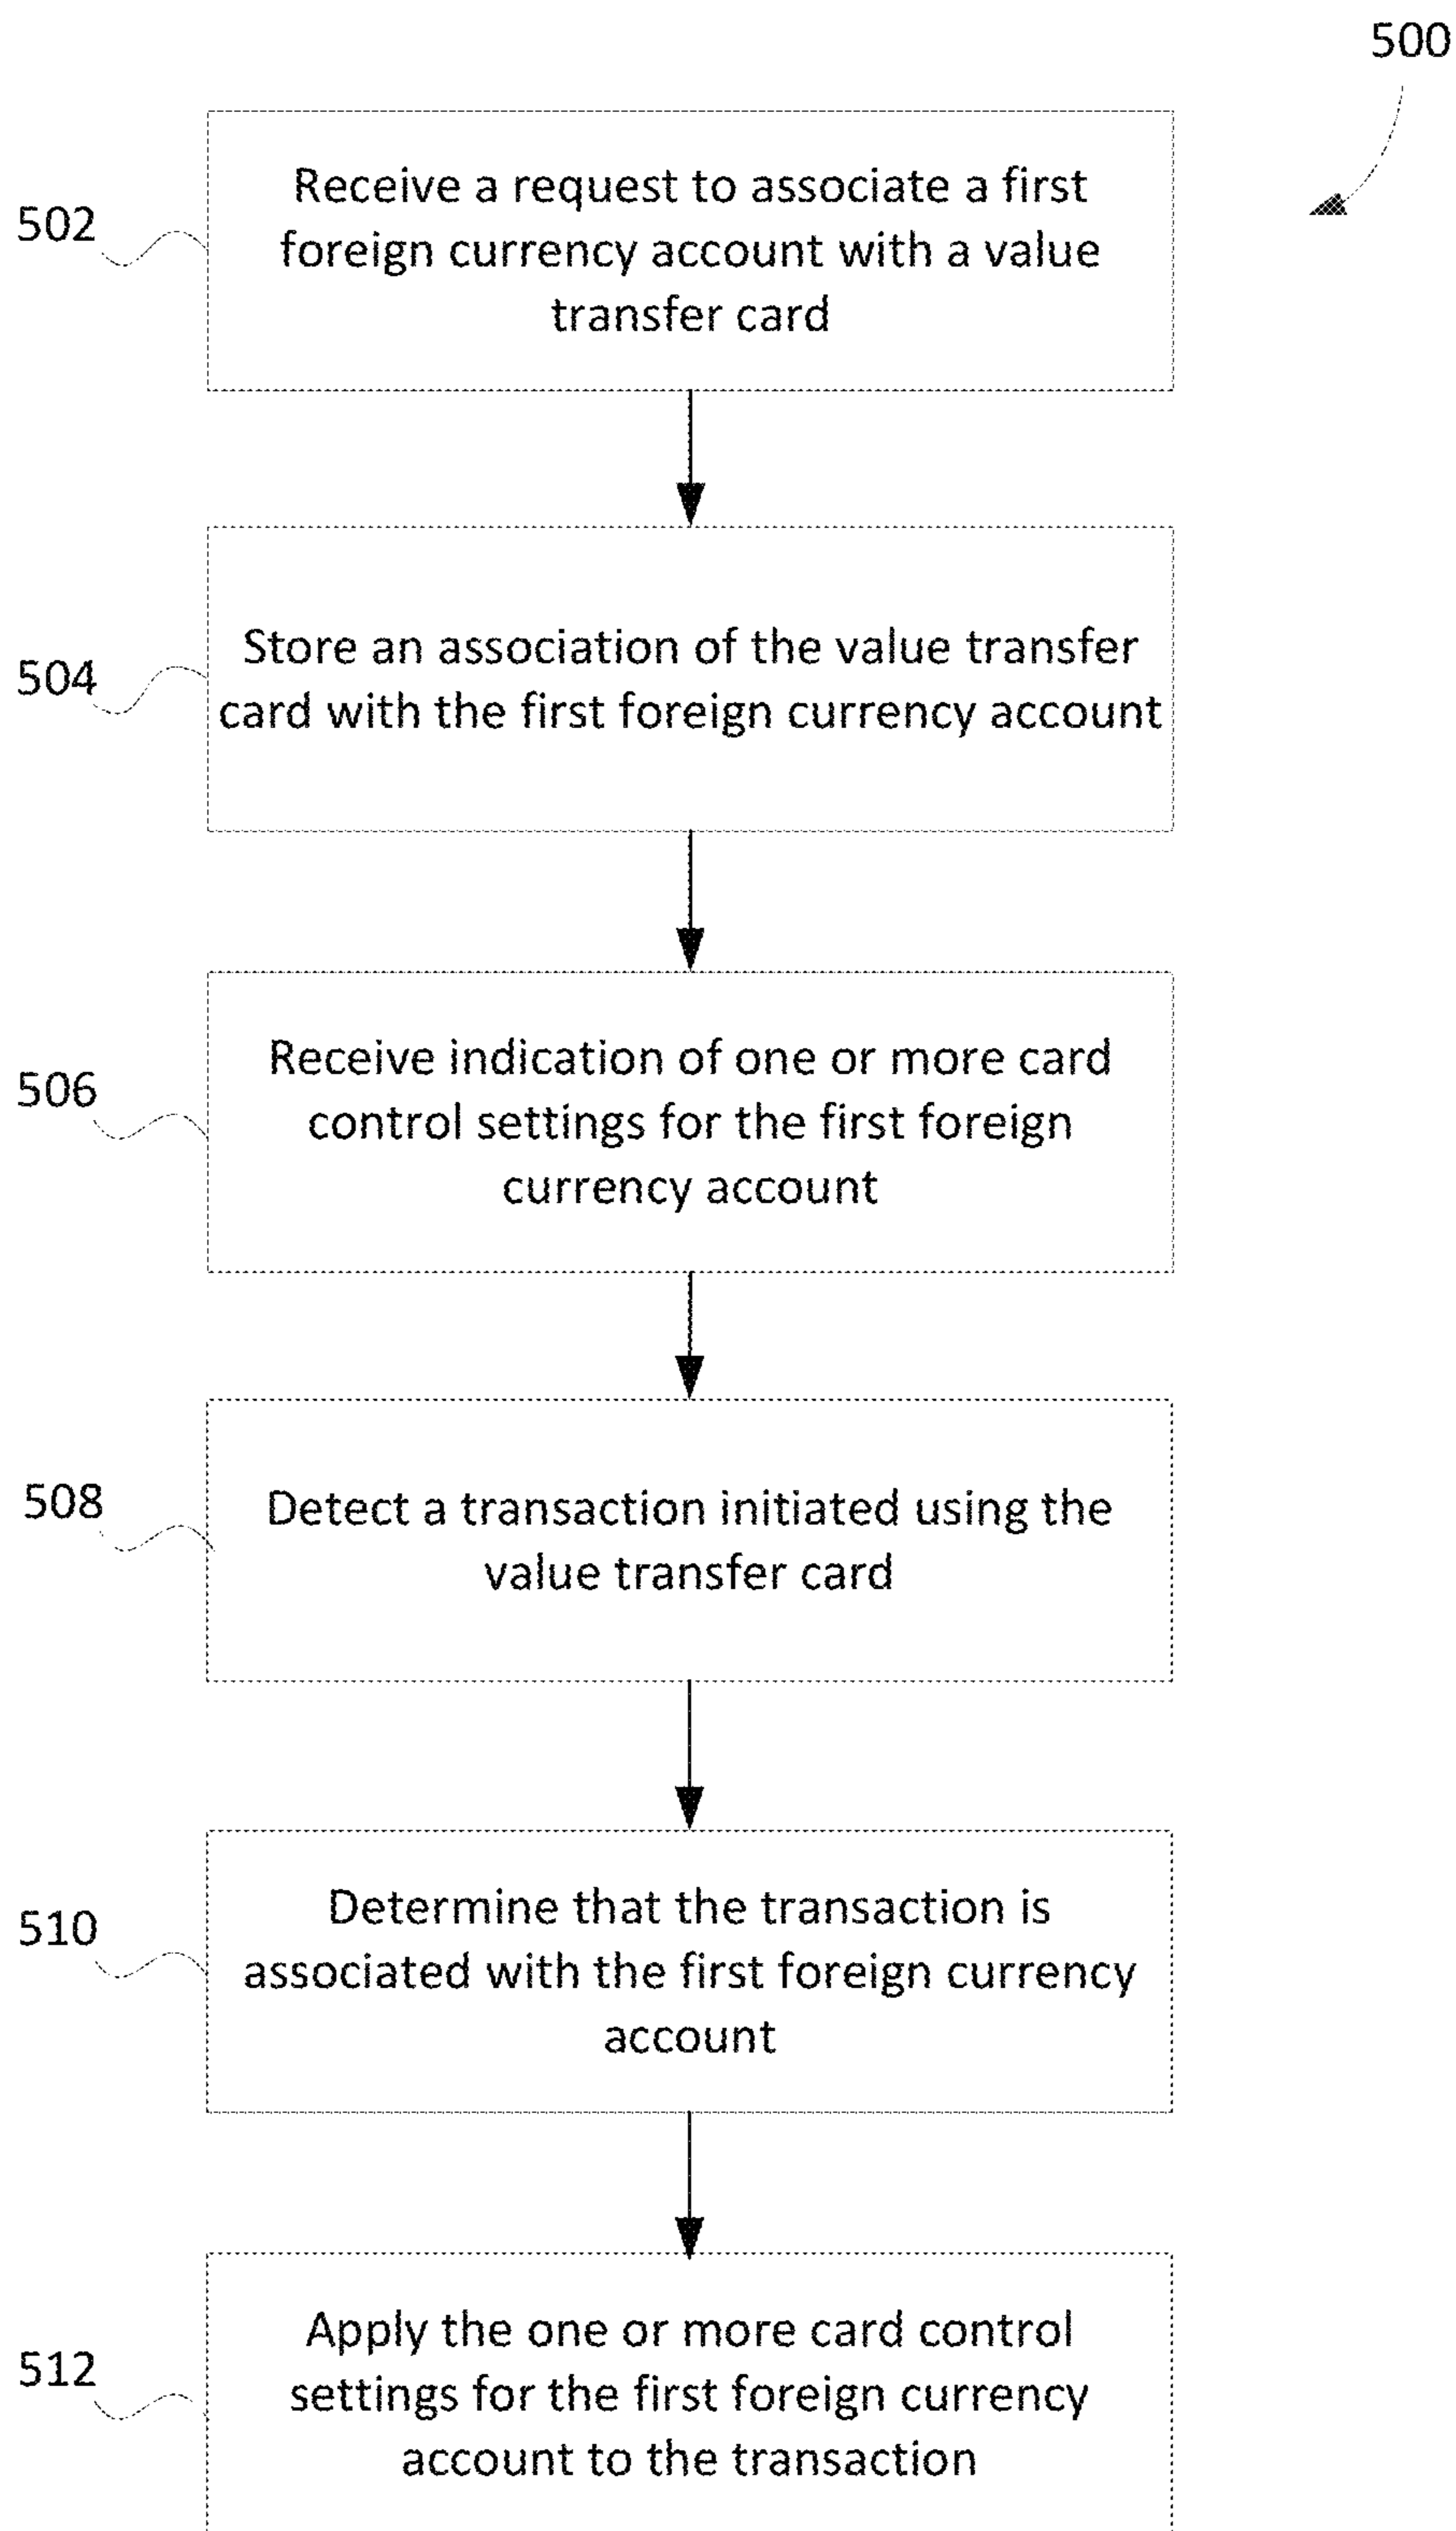 500
502
Receive a request to associate a first
foreign currency account with a value
transfer card
504
Store an association of the value transfer
card with the first foreign currency account
506
Receive indication of one or more card
control settings for the first foreign
currency account
508
Detect a transaction initiated using the
value transfer card
510
Determine that the transaction is
associated with the first foreign currency
account
512
Apply the one or more card control
settings for the first foreign currency
account to the transaction